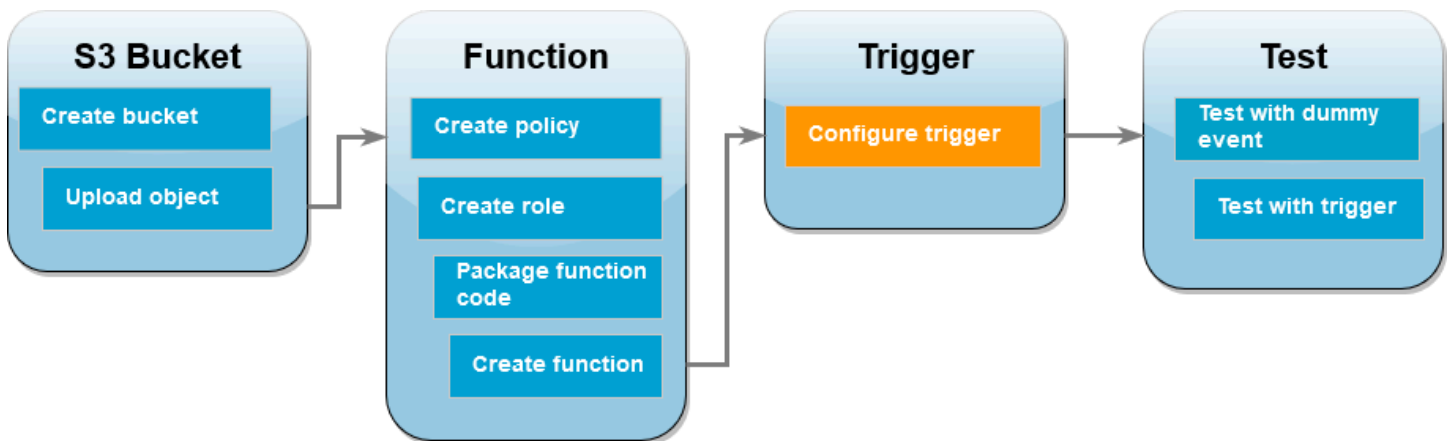 S3 Bucket
Create bucket
Upload object
Function
Create policy
Create role
Package function
code
Create function
Trigger
Configure trigger
Test
Test with dummy
event
Test with trigger